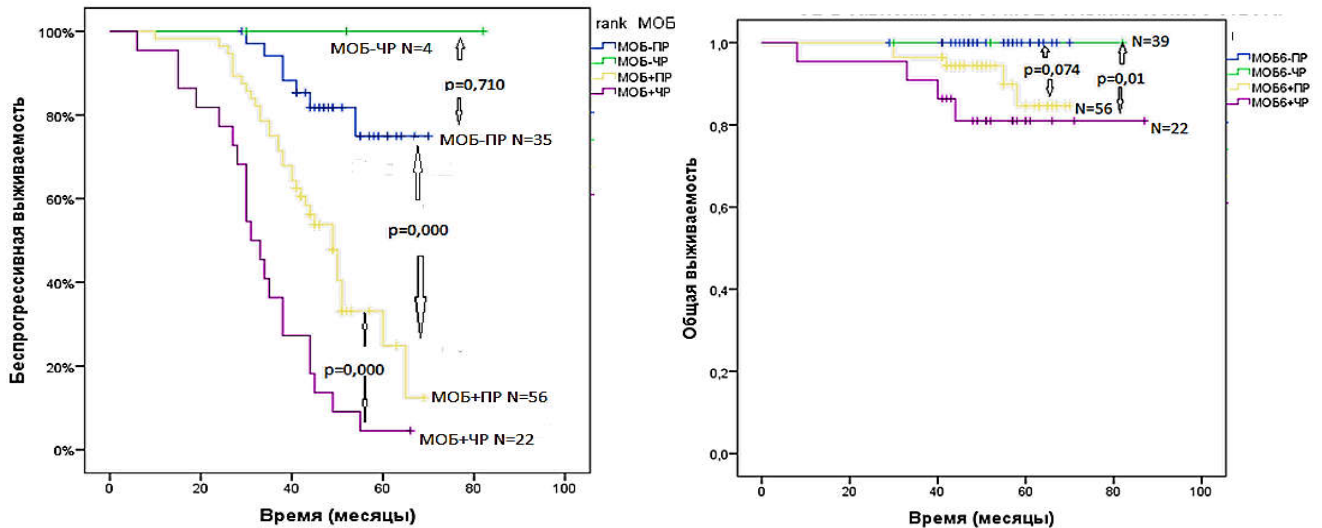 rank МОБ
МОБ-ПР
МОБ-ЧР
МОБ+ПР
МОБ+ЧР
100%
80%
60%
40%
20%
0%
Беспрогрессивная выживаемость
МОБ-ЧР N=4
p=0,710
МОБ-ПР N=35
p=0,000
p=0,000
МОБ+ПР N=56
МОБ+ЧР N=22
0
20
40
60
80
100
Время (месяцы)
МОБ6-ПР
МОБ6-ЧР
МОБ6+ПР
МОБ6+ЧР
1,0
0,8
0,6
0,4
0,2
0,0
Общая выживаемость
N=39
p=0,074
p=0,01
N=56
N=22
0
20
40
60
80
100
Время (месяцы)